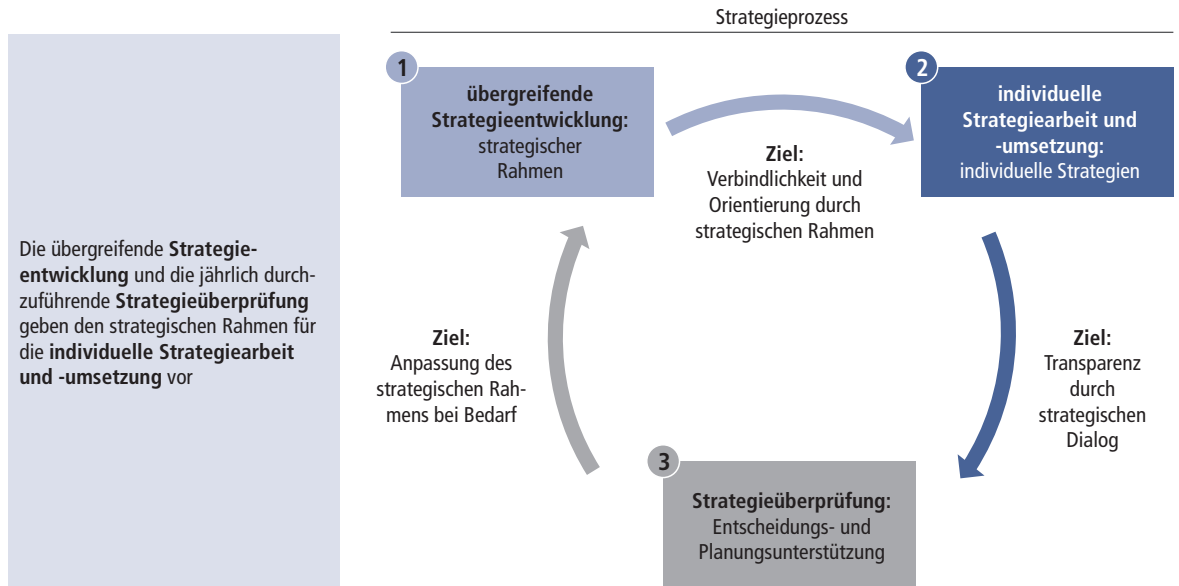 Strategieprozess
Die übergreifende Strategie-
entwicklung und die jährlich durch-
zuführende Strategieüberprüfung
geben den strategischen Rahmen für
die individuelle Strategiearbeit
und -umsetzung vor
1
übergreifende
Strategieentwicklung:
strategischer
Rahmen
Ziel:
Verbindlichkeit und
Orientierung durch
strategischen Rahmen
2
individuelle
Strategiearbeit und
-umsetzung:
individuelle Strategien
Ziel:
Transparenz
durch
strategischen
Dialog
3
Strategieüberprüfung:
Entscheidungs- und
Planungsunterstützung
Ziel:
Anpassung des
strategischen Rah-
mens bei Bedarf